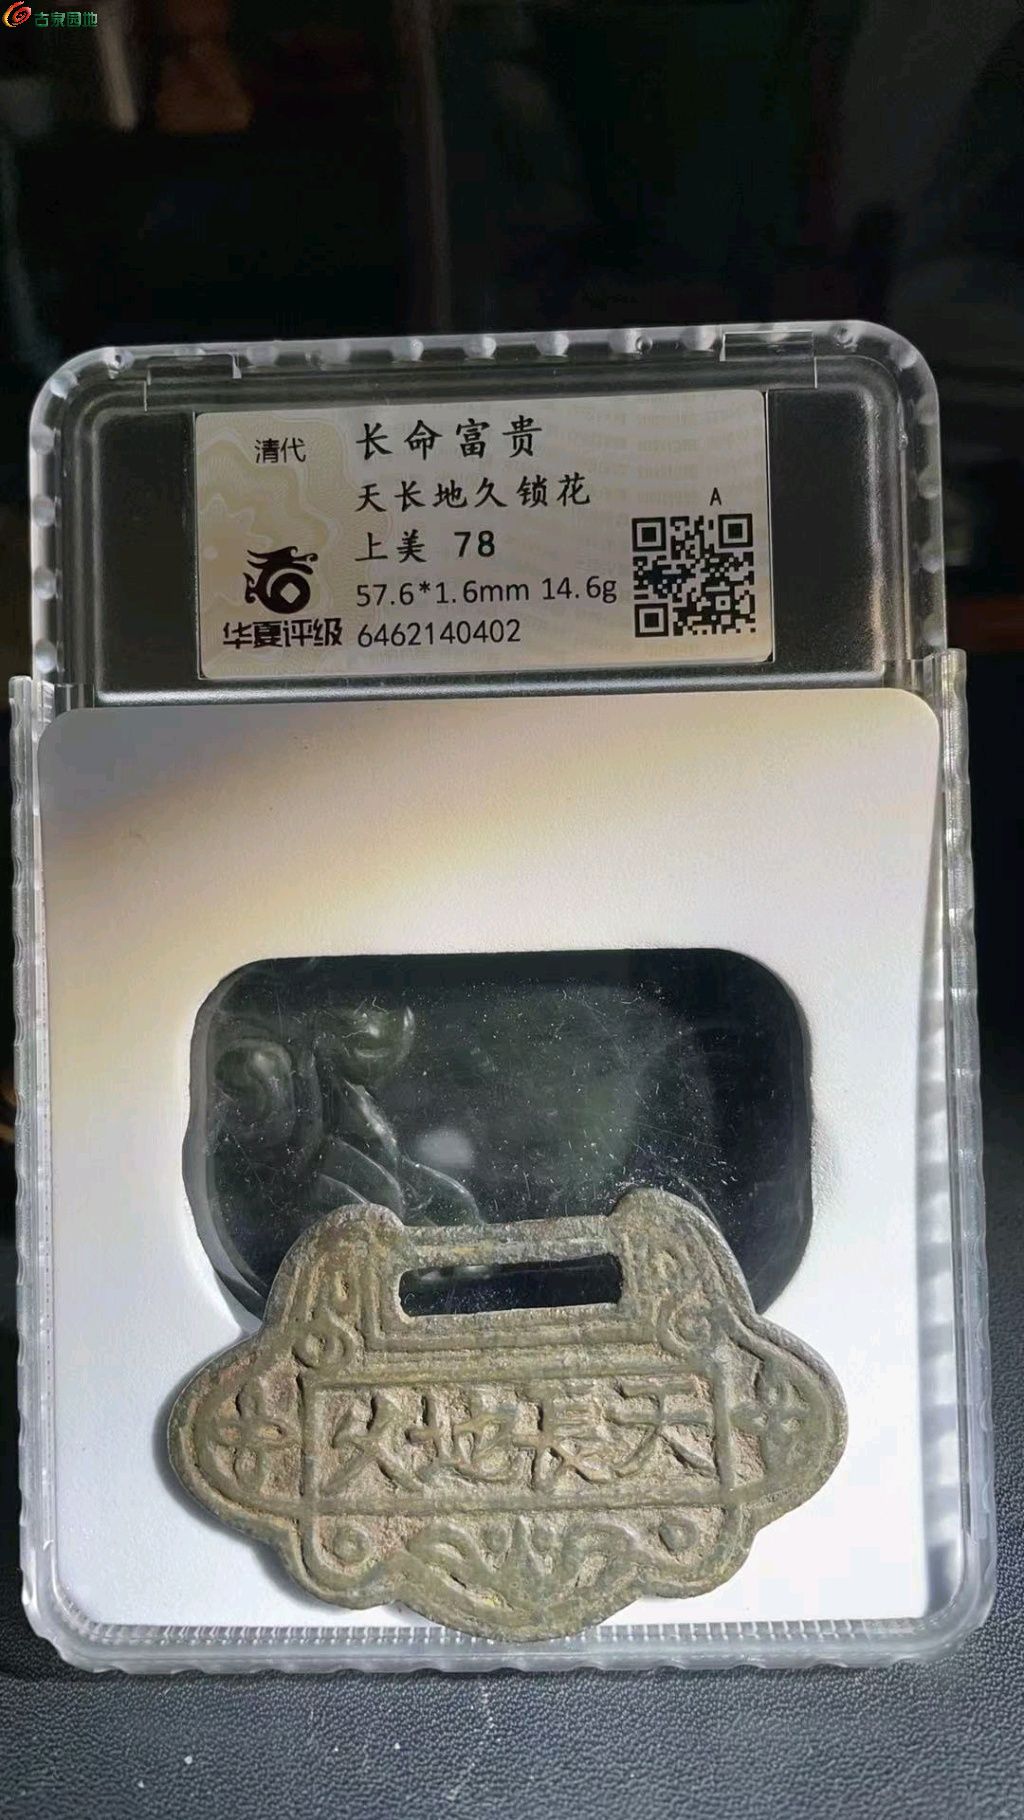 古泉园地
清代
长命富贵
天长地久锁花
上美 78
A
57.6*1.6mm 14.6g
华夏评级 6462140402
天長地久